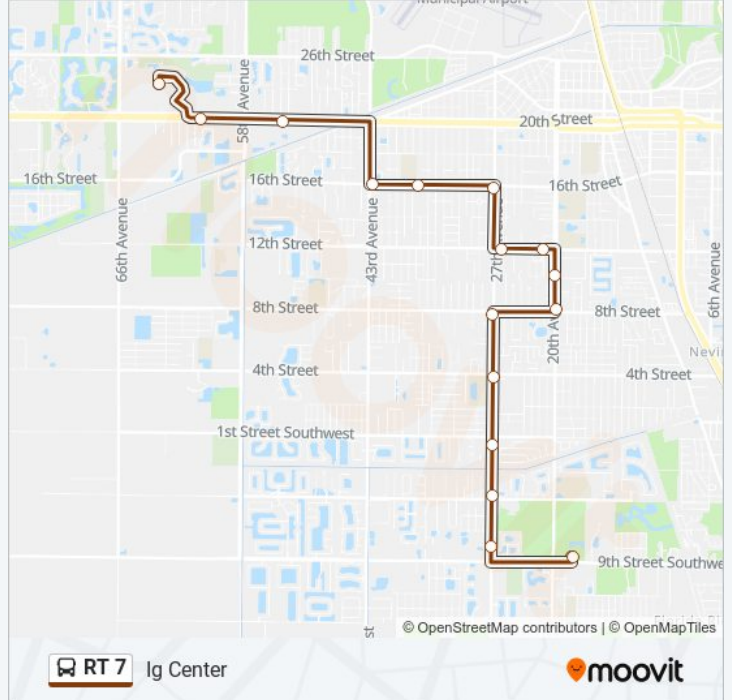 Municipal Airport
26th Street
58th Avenue
20th Street
16th Street
16th Street
16th Street
66th Avenue
43rd Avenue
12th Street
27th
6th Avenue
8th Street
8th Street
20th Av
Nevi
4th Street
4th Street
1st Street Southwest
9th Street Southwe
st
© OpenStreetMap contributors | © OpenMapTiles
RT 7
Ig Center
moovit